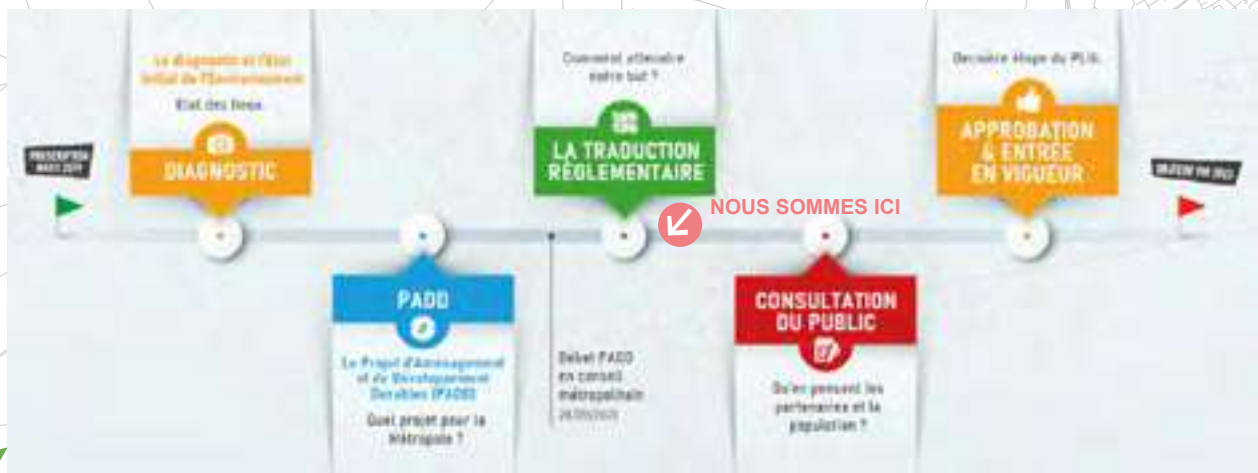 Le diagnostic et l'État
Initial de l'Environnement
Etat des lieux
DIAGNOSTIC
PADD
Le Projet d'Aménagement
et de Développement
Durables (PADD)
Quel projet pour la
Métropole ?
Débat PADD
en conseil
métropolitain
Comment atteindre
notre but ?
LA TRADUCTION
RÉGLEMENTAIRE
NOUS SOMMES ICI
CONSULTATION
DU PUBLIC
Qu'en pensent les
partenaires et la
population ?
Dernière étape du
APPROBATION
& ENTRÉE
EN VIGUEUR